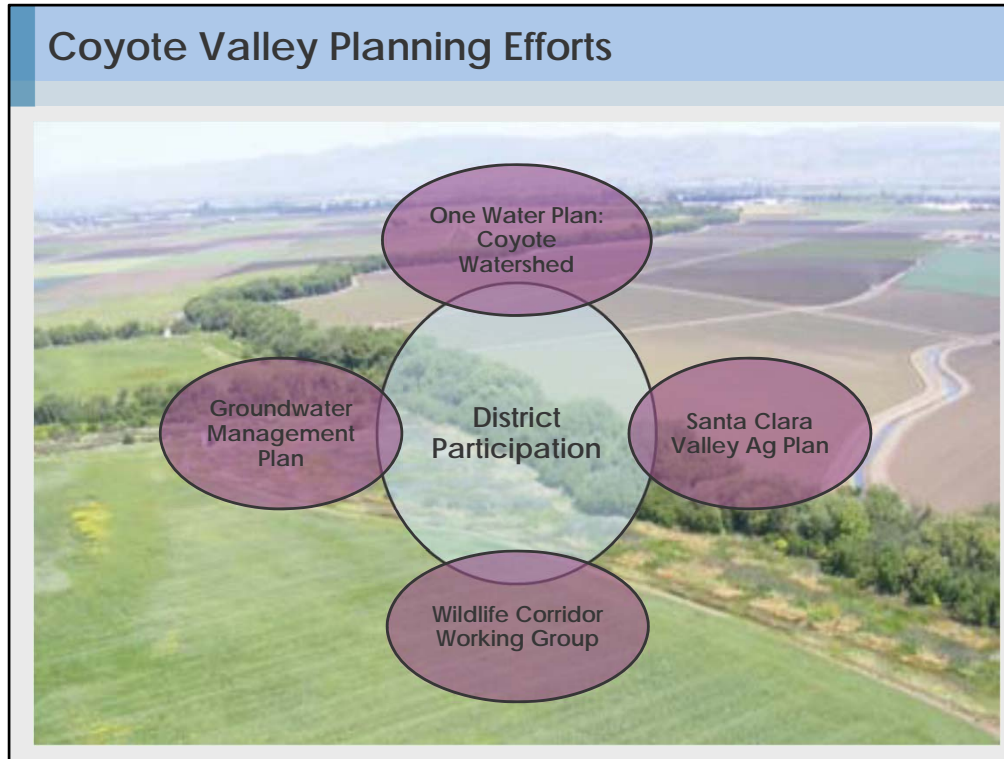 Coyote Valley Planning Efforts
One Water Plan:
Coyote
Watershed
Groundwater
Management
Plan
District
Participation
Santa Clara
Valley Ag Plan
Wildlife Corridor
Working Group